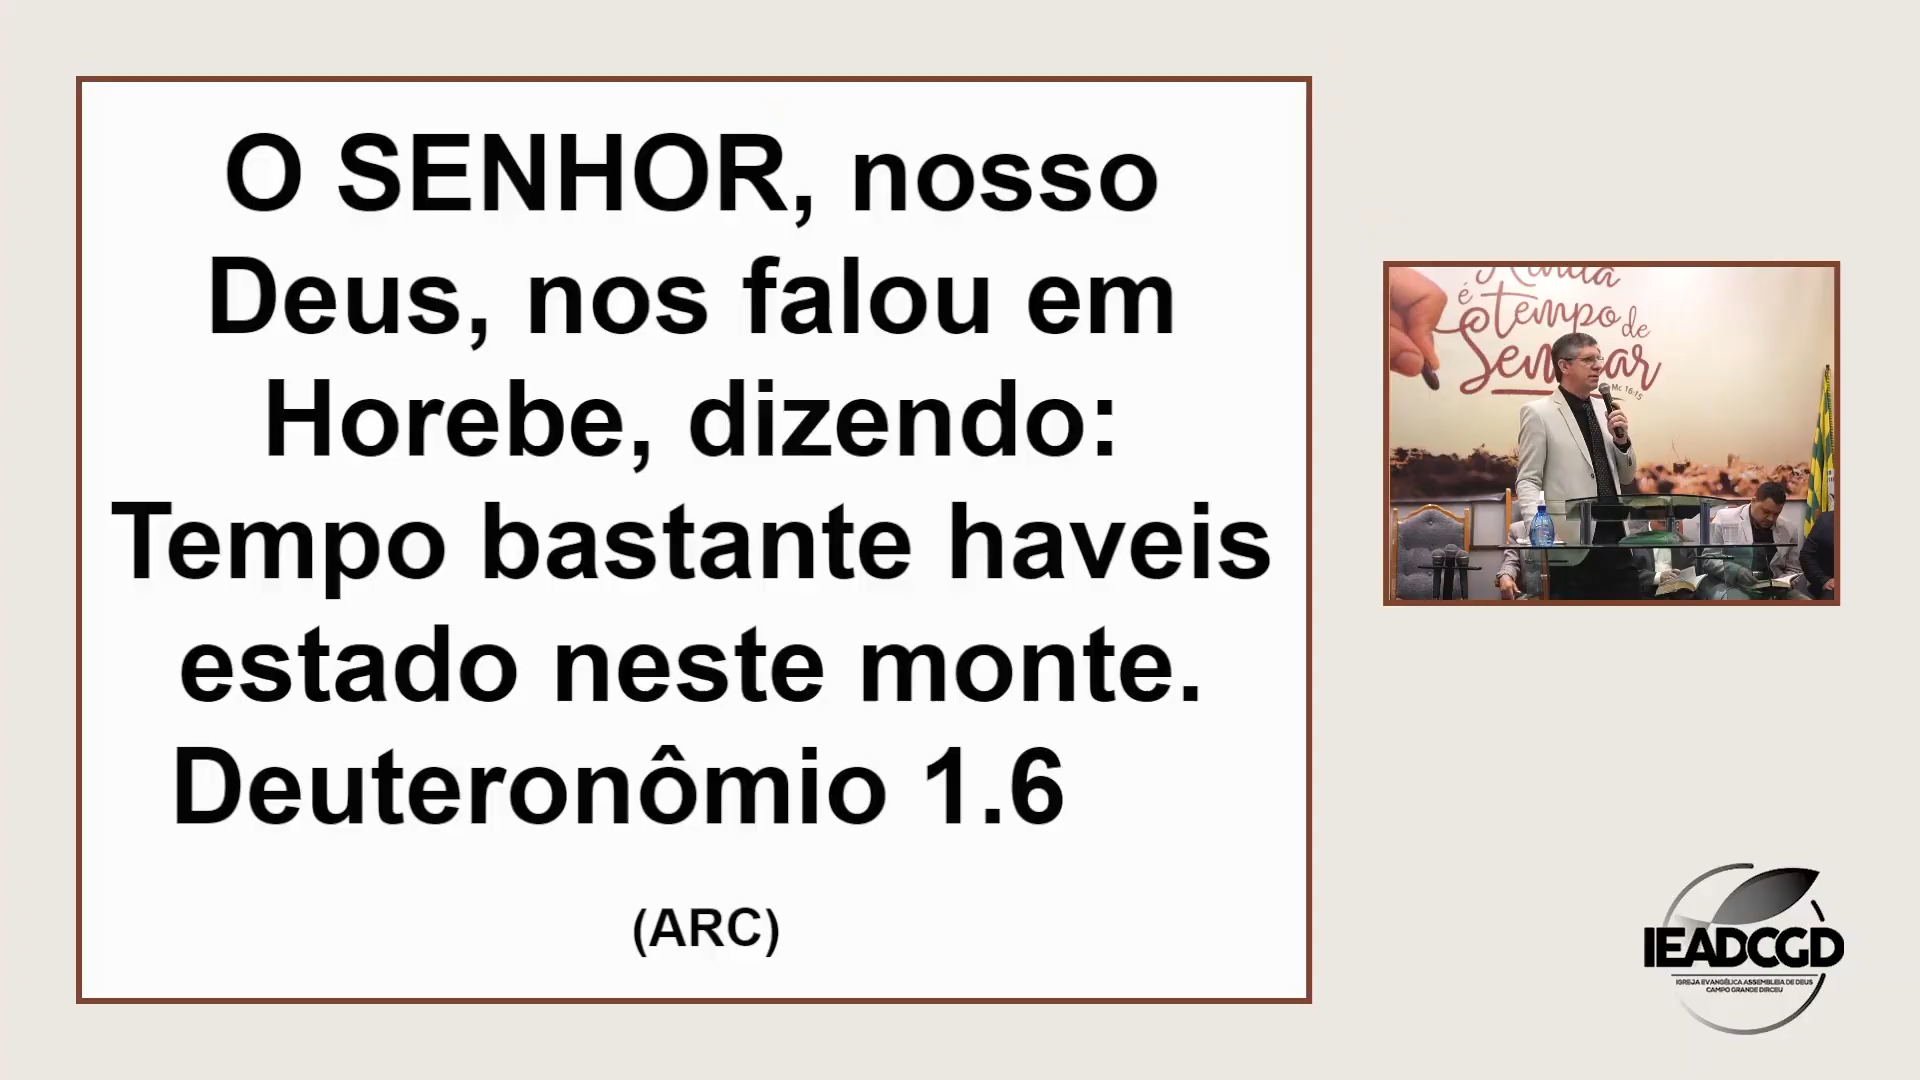 O SENHOR, nosso
Deus, nos falou em
Horebe, dizendo:
Tempo bastante haveis
estado neste monte.
Deuteronômio 1.6
(ARC)
é
tempo de
Mc 16:15
IEADCGD
IGREJA EVANGÉLICA ASSEMBLEIA DE DEUS
CAMPO GRANDE DIRCEU